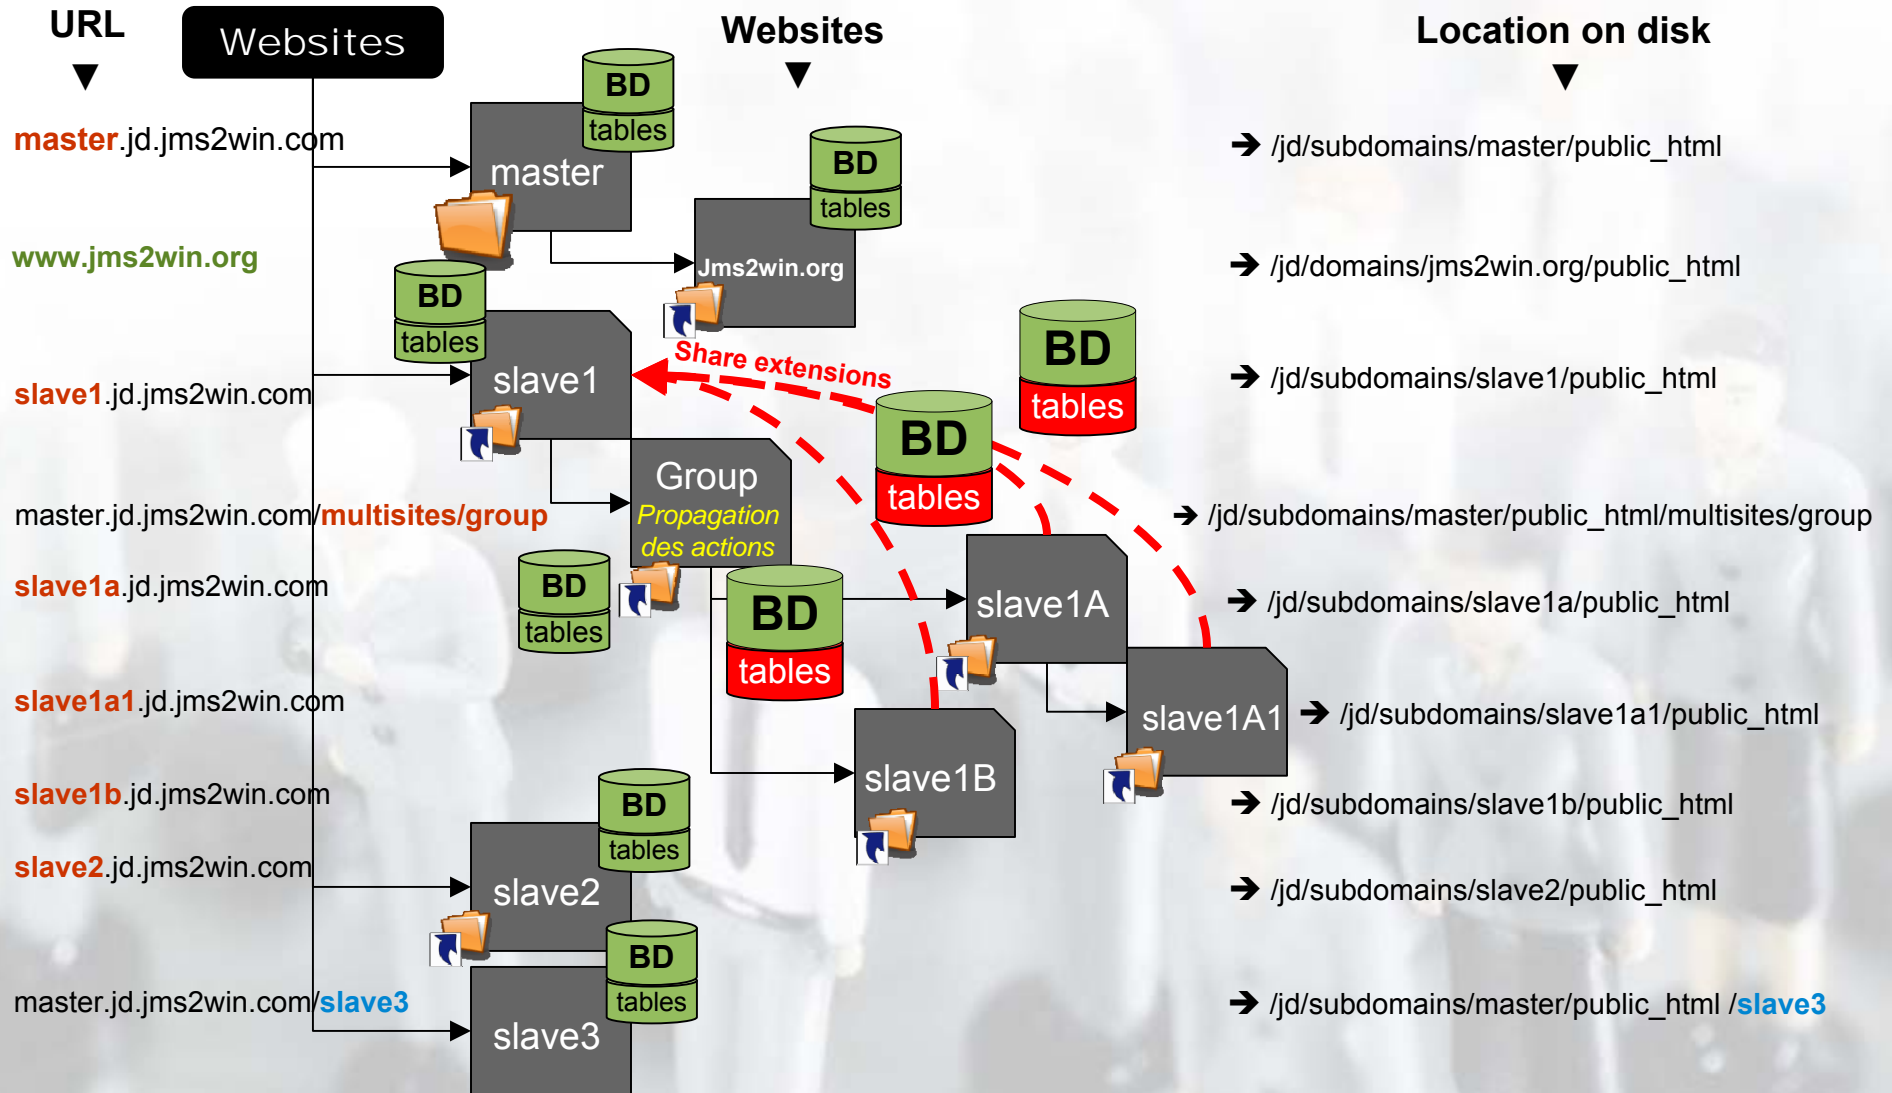 URL
Websites
Websites
Location on disk
BD
tables
master.jd.jms2win.com
master
BD
tables
/jd/subdomains/master/public_html
www.jms2win.org
Jms2win.org
/jd/domains/jms2win.org/public_html
BD
tables
Share extensions
BD
tables
slave1.jd.jms2win.com
slave1
/jd/subdomains/slave1/public_html
BD
tables
Group
Propagation
des actions
master.jd.jms2win.com/multisites/group
/jd/subdomains/master/public_html/multisites/group
BD
tables
BD
tables
slave1a.jd.jms2win.com
slave1A
/jd/subdomains/slave1a/public_html
slave1a1.jd.jms2win.com
slave1A1
/jd/subdomains/slave1a1/public_html
slave1b.jd.jms2win.com
slave1B
/jd/subdomains/slave1b/public_html
BD
tables
slave2.jd.jms2win.com
slave2
/jd/subdomains/slave2/public_html
BD
tables
master.jd.jms2win.com/slave3
slave3
/jd/subdomains/master/public_html /slave3